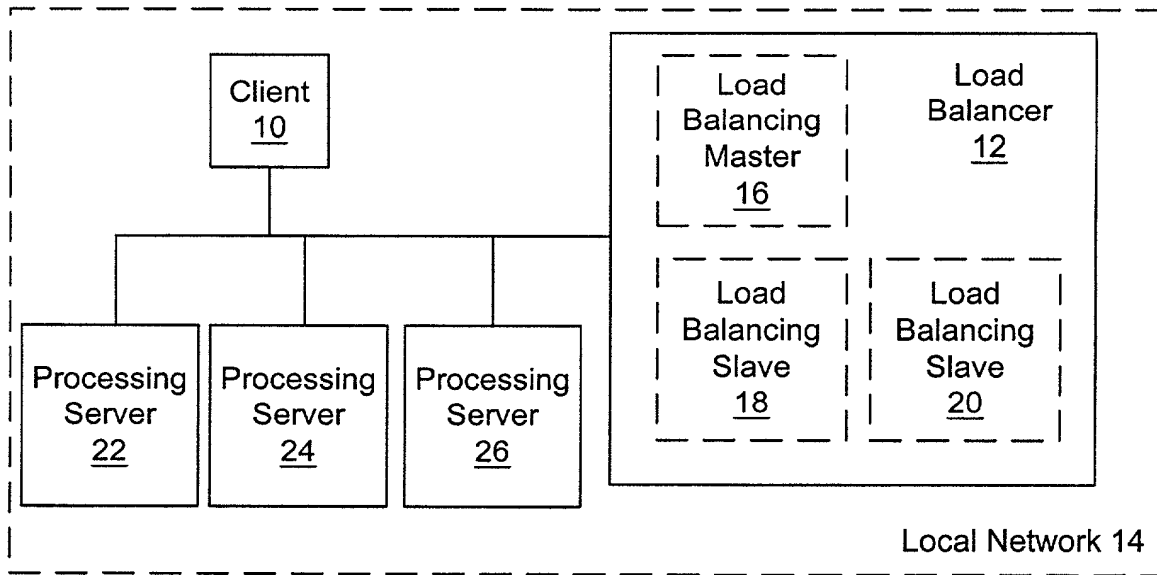 Client
10
Load
Balancing
Master
16
Load
Balancer
12
Load
Balancing
Slave
18
Load
Balancing
Slave
20
Processing
Server
22
Processing
Server
24
Processing
Server
26
Local Network 14